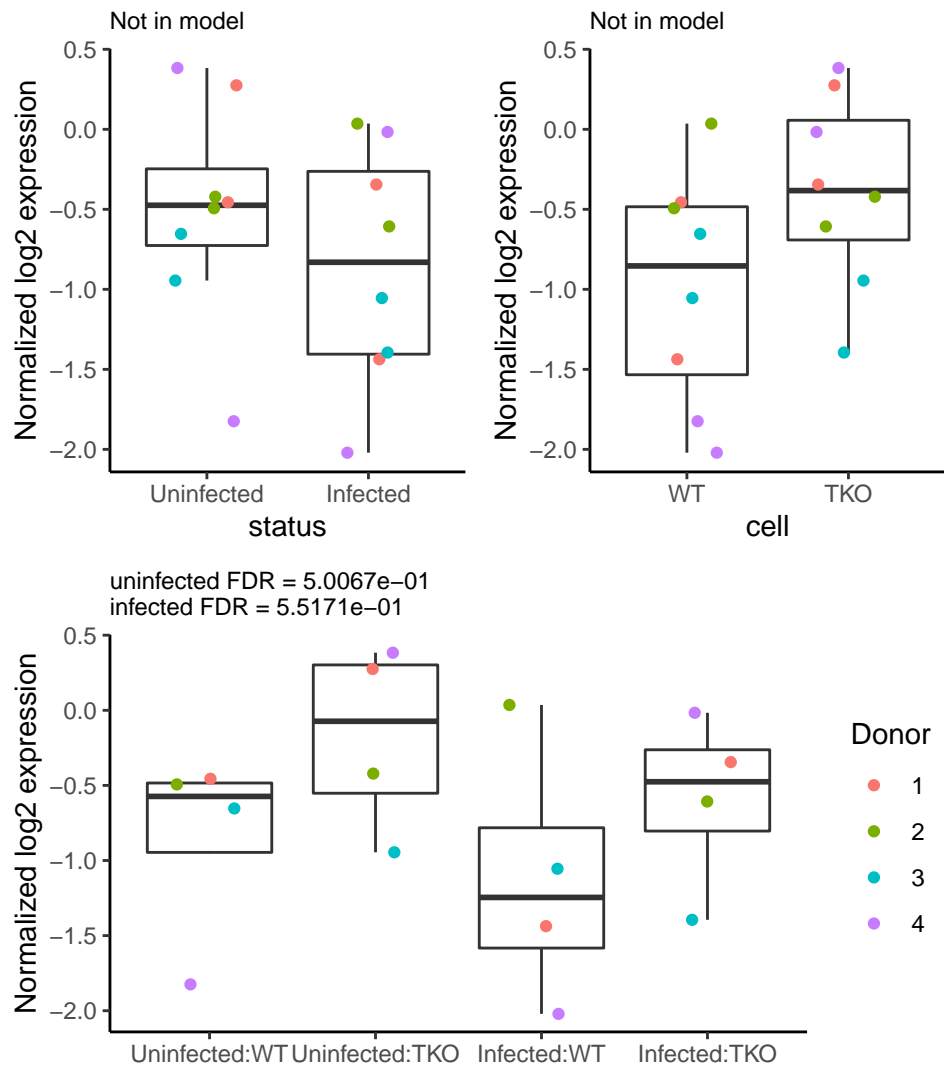 Not in model
Normalized log2 expression
0.5
0.0
−0.5
−1.0
−1.5
−2.0
Uninfected
Infected
status
Not in model
Normalized log2 expression
0.5
0.0
−0.5
−1.0
−1.5
−2.0
WT
TKO
cell
uninfected FDR = 5.0067e−01
infected FDR = 5.5171e−01
Normalized log2 expression
0.5
0.0
−0.5
−1.0
−1.5
−2.0
Uninfected:WT
Uninfected:TKO
Infected:WT
Infected:TKO
Donor
1
2
3
4